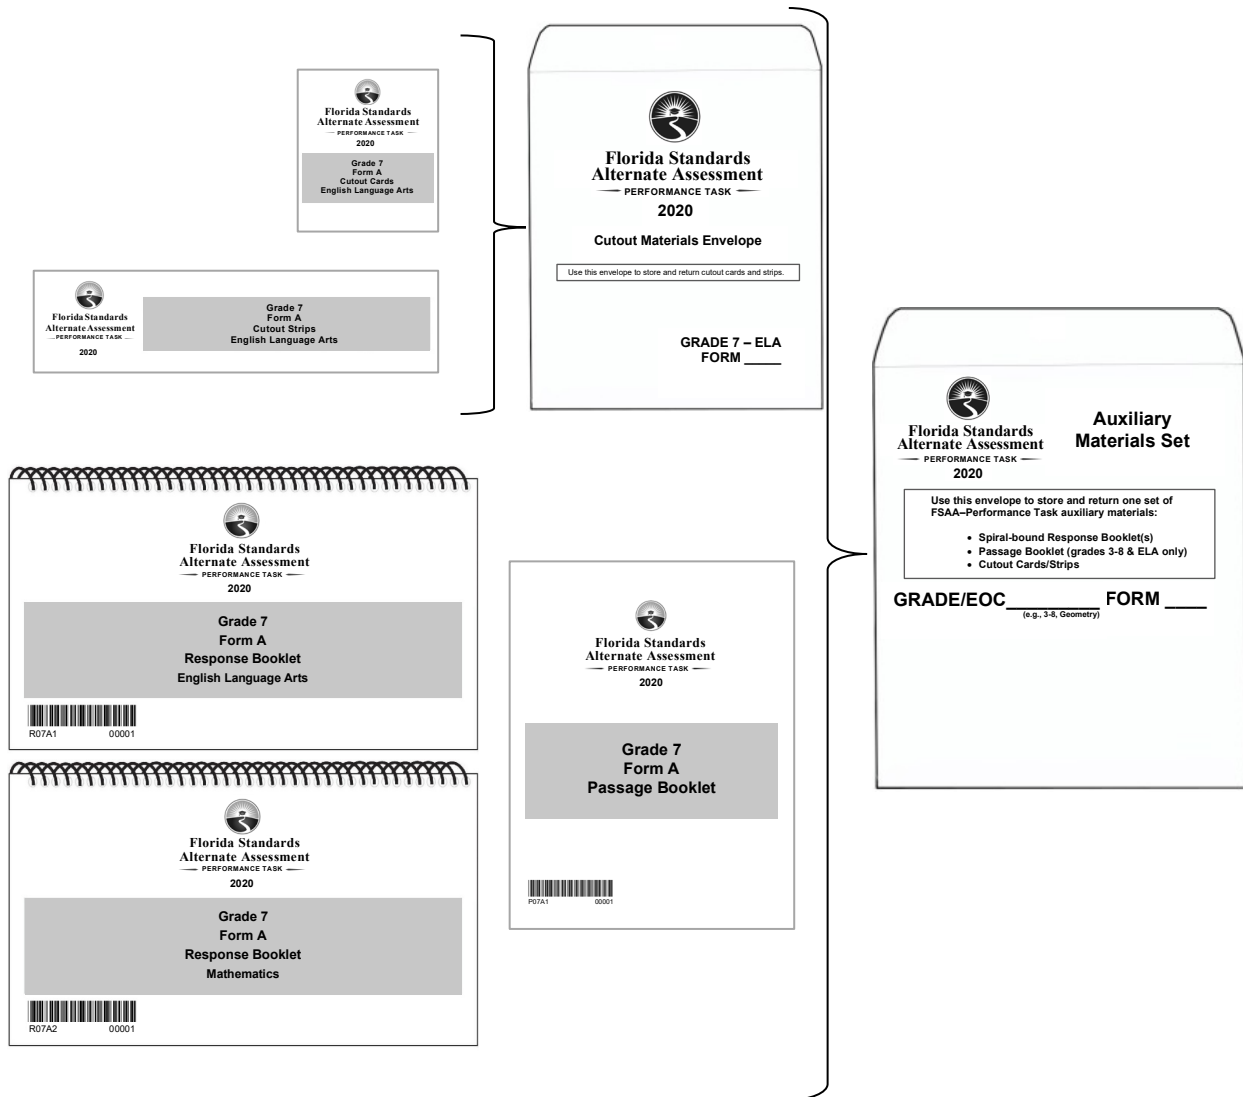 Florida Standards
Alternate Assessment
PERFORMANCE TASK
2020
Grade 7
Form A
Cutout Cards
English Language Arts
Florida Standards
Alternate Assessment
PERFORMANCE TASK
2020
Grade 7
Form A
Cutout Strips
English Language Arts
Florida Standards
Alternate Assessment
PERFORMANCE TASK
2020
Cutout Materials Envelope
Use this envelope to store and return cutout cards and strips.
GRADE 7 – ELA
FORM _____
Florida Standards
Alternate Assessment
PERFORMANCE TASK
2020
Grade 7
Form A
Response Booklet
English Language Arts
R07A1 00001
Florida Standards
Alternate Assessment
PERFORMANCE TASK
2020
Grade 7
Form A
Response Booklet
Mathematics
R07A2 00001
Florida Standards
Alternate Assessment
PERFORMANCE TASK
2020
Grade 7
Form A
Passage Booklet
P07A1 00001
Florida Standards
Alternate Assessment
PERFORMANCE TASK
2020
Auxiliary
Materials Set
Use this envelope to store and return one set of
FSAA–Performance Task auxiliary materials:
• Spiral-bound Response Booklet(s)
• Passage Booklet (grades 3-8 & ELA only)
• Cutout Cards/Strips
GRADE/EOC_________ FORM ____
(e.g., 3-8, Geometry)